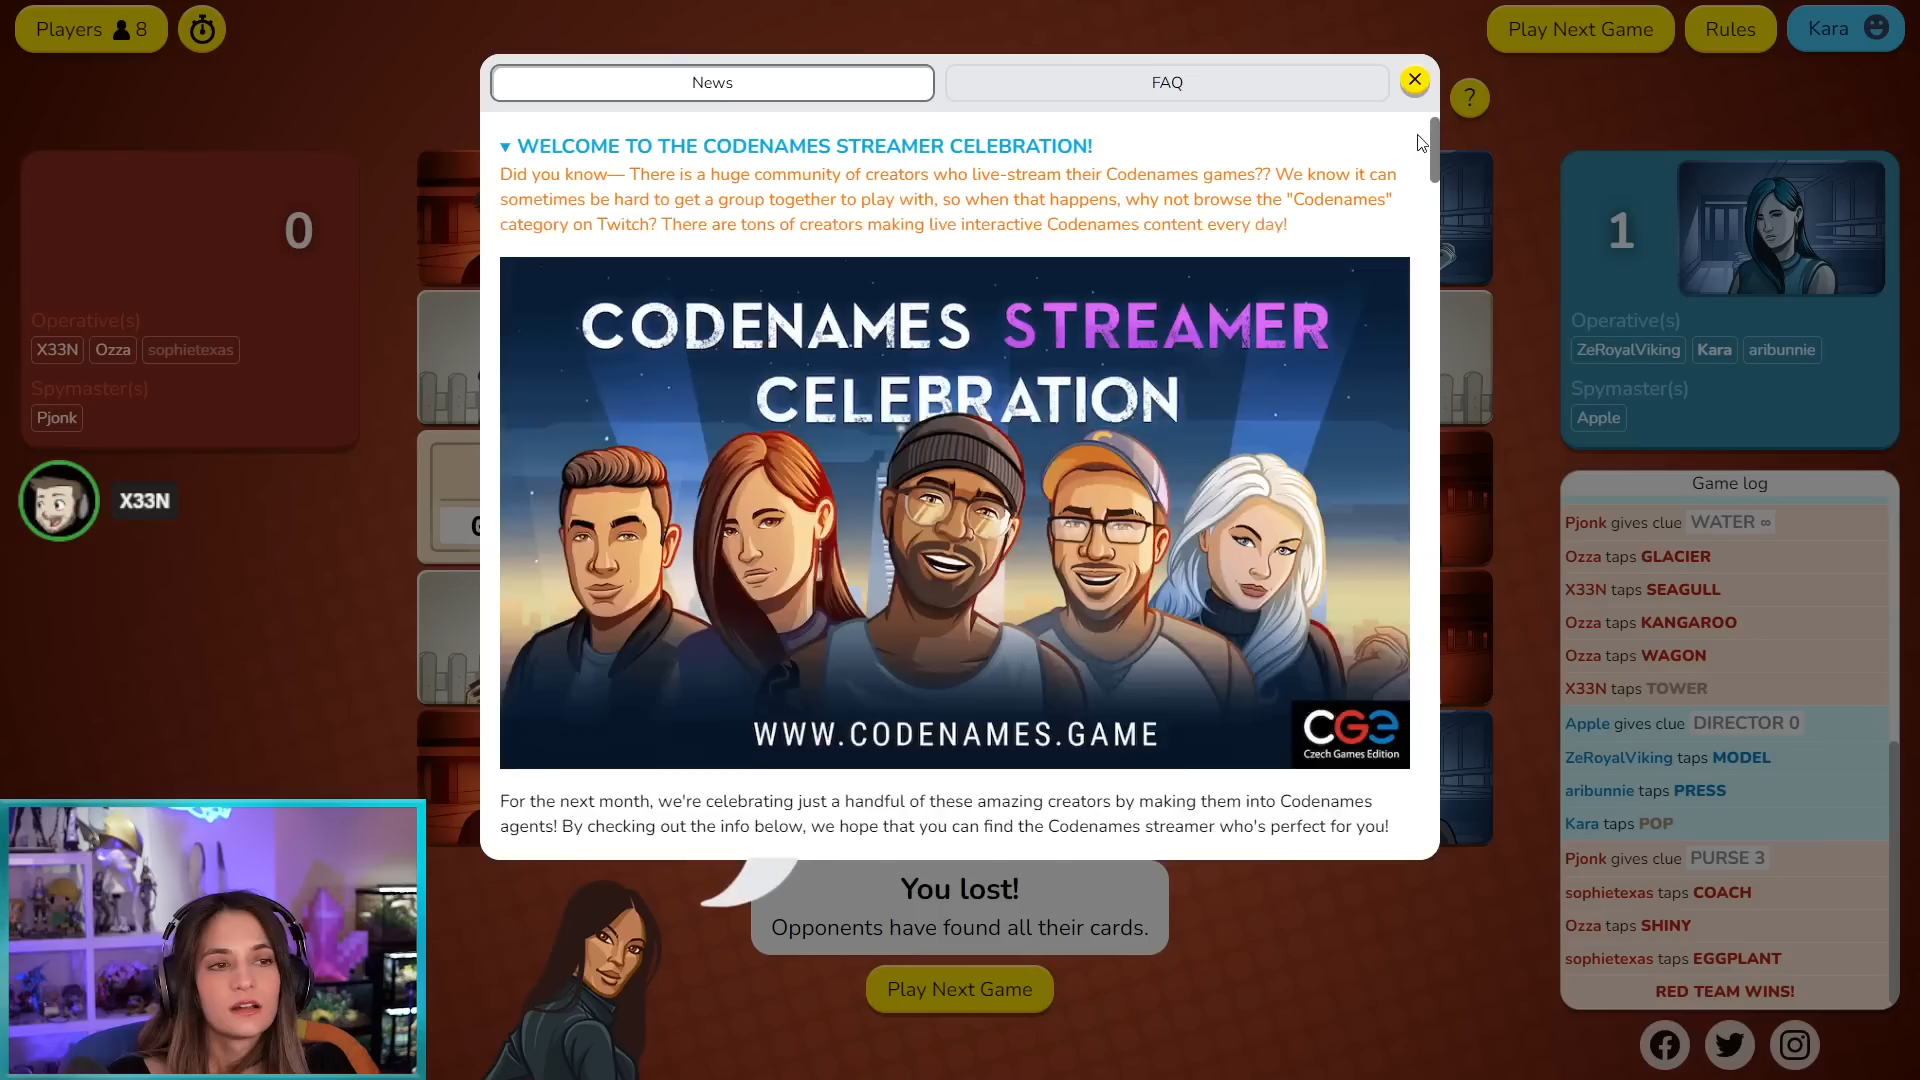 Players 8
Play Next Game
Rules
Kara
News
FAQ
?
WELCOME TO THE CODENAMES STREAMER CELEBRATION!
Did you know— There is a huge community of creators who live-stream their Codenames games?? We know it can
sometimes be hard to get a group together to play with, so when that happens, why not browse the "Codenames"
category on Twitch? There are tons of creators making live interactive Codenames content every day!
CODENAMES STREAMER
CELEBRATION
WWW.CODENAMES.GAME
CGE
Czech Games Edition
For the next month, we're celebrating just a handful of these amazing creators by making them into Codenames
agents! By checking out the info below, we hope that you can find the Codenames streamer who's perfect for you!
0
Operative(s)
X33N Ozza sophietexas
Spymaster(s)
Pjonk
X33N
1
Operative(s)
ZeRoyalViking Kara aribunnie
Spymaster(s)
Apple
Game log
Pjonk gives clue WATER ∞
Ozza taps GLACIER
X33N taps SEAGULL
Ozza taps KANGAROO
Ozza taps WAGON
X33N taps TOWER
Apple gives clue DIRECTOR 0
ZeRoyalViking taps MODEL
aribunnie taps PRESS
Kara taps POP
Pjonk gives clue PURSE 3
sophietexas taps COACH
Ozza taps SHINY
sophietexas taps EGGPLANT
RED TEAM WINS!
You lost!
Opponents have found all their cards.
Play Next Game